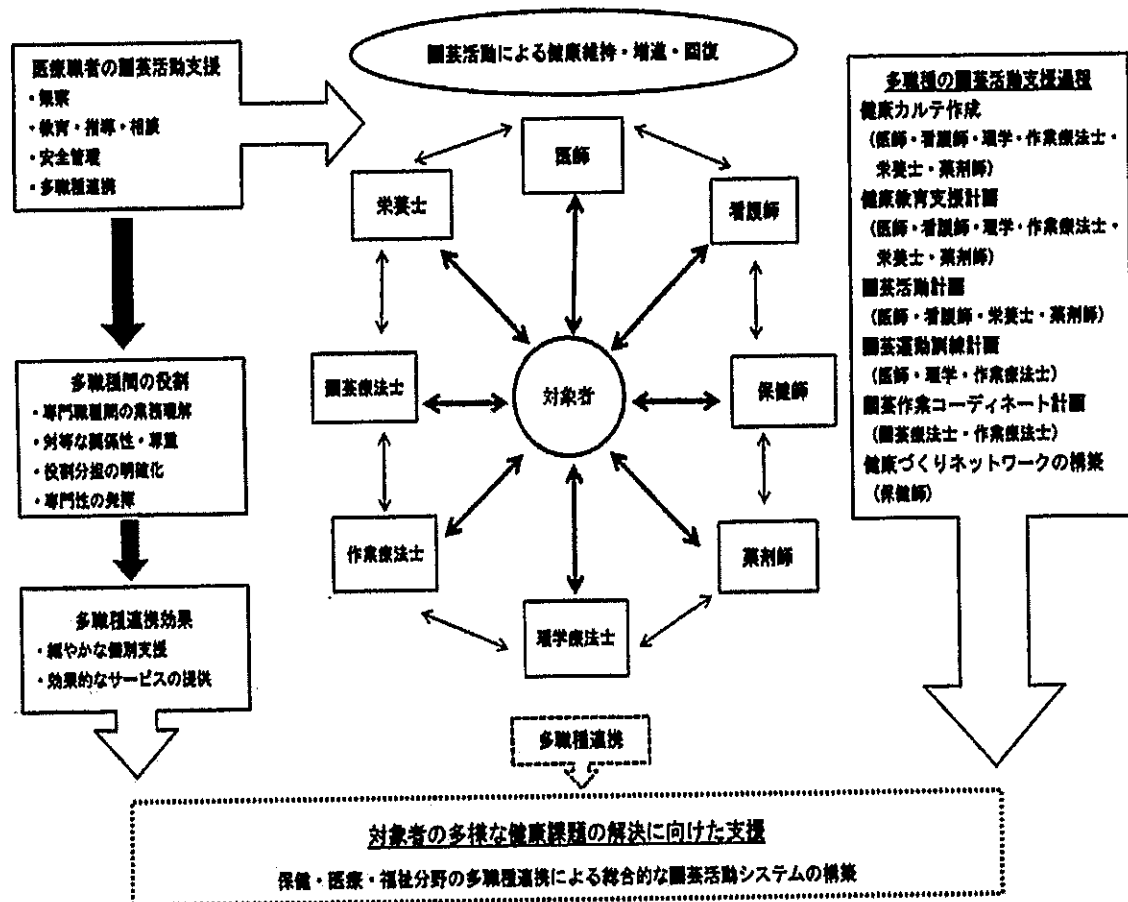 園芸活動による健康維持・増進・回復
医療職者の園芸活動支援
・観察
・教育・指導・相談
・安全管理
・多職種連携
多職種間の役割
・専門職種間の業務理解
・対等な関係性・尊重
・役割分担の明確化
・専門性の発揮
多職種連携効果
・緩やかな個別支援
・効果的なサービスの提供
医師
栄養士
看護師
園芸療法士
対象者
保健師
作業療法士
薬剤師
理学療法士
多職種連携
多職種の園芸活動支援過程
健康カルテ作成
(医師・看護師・理学・作業療法士・
栄養士・薬剤師)
健康教育支援計画
(医師・看護師・理学・作業療法士・
栄養士・薬剤師)
園芸活動計画
(医師・看護師・栄養士・薬剤師)
園芸運動訓練計画
(医師・理学・作業療法士)
園芸作業コーディネート計画
(園芸療法士・作業療法士)
健康づくりネットワークの構築
(保健師)
対象者の多様な健康課題の解決に向けた支援
保健・医療・福祉分野の多職種連携による総合的な園芸活動システムの構築